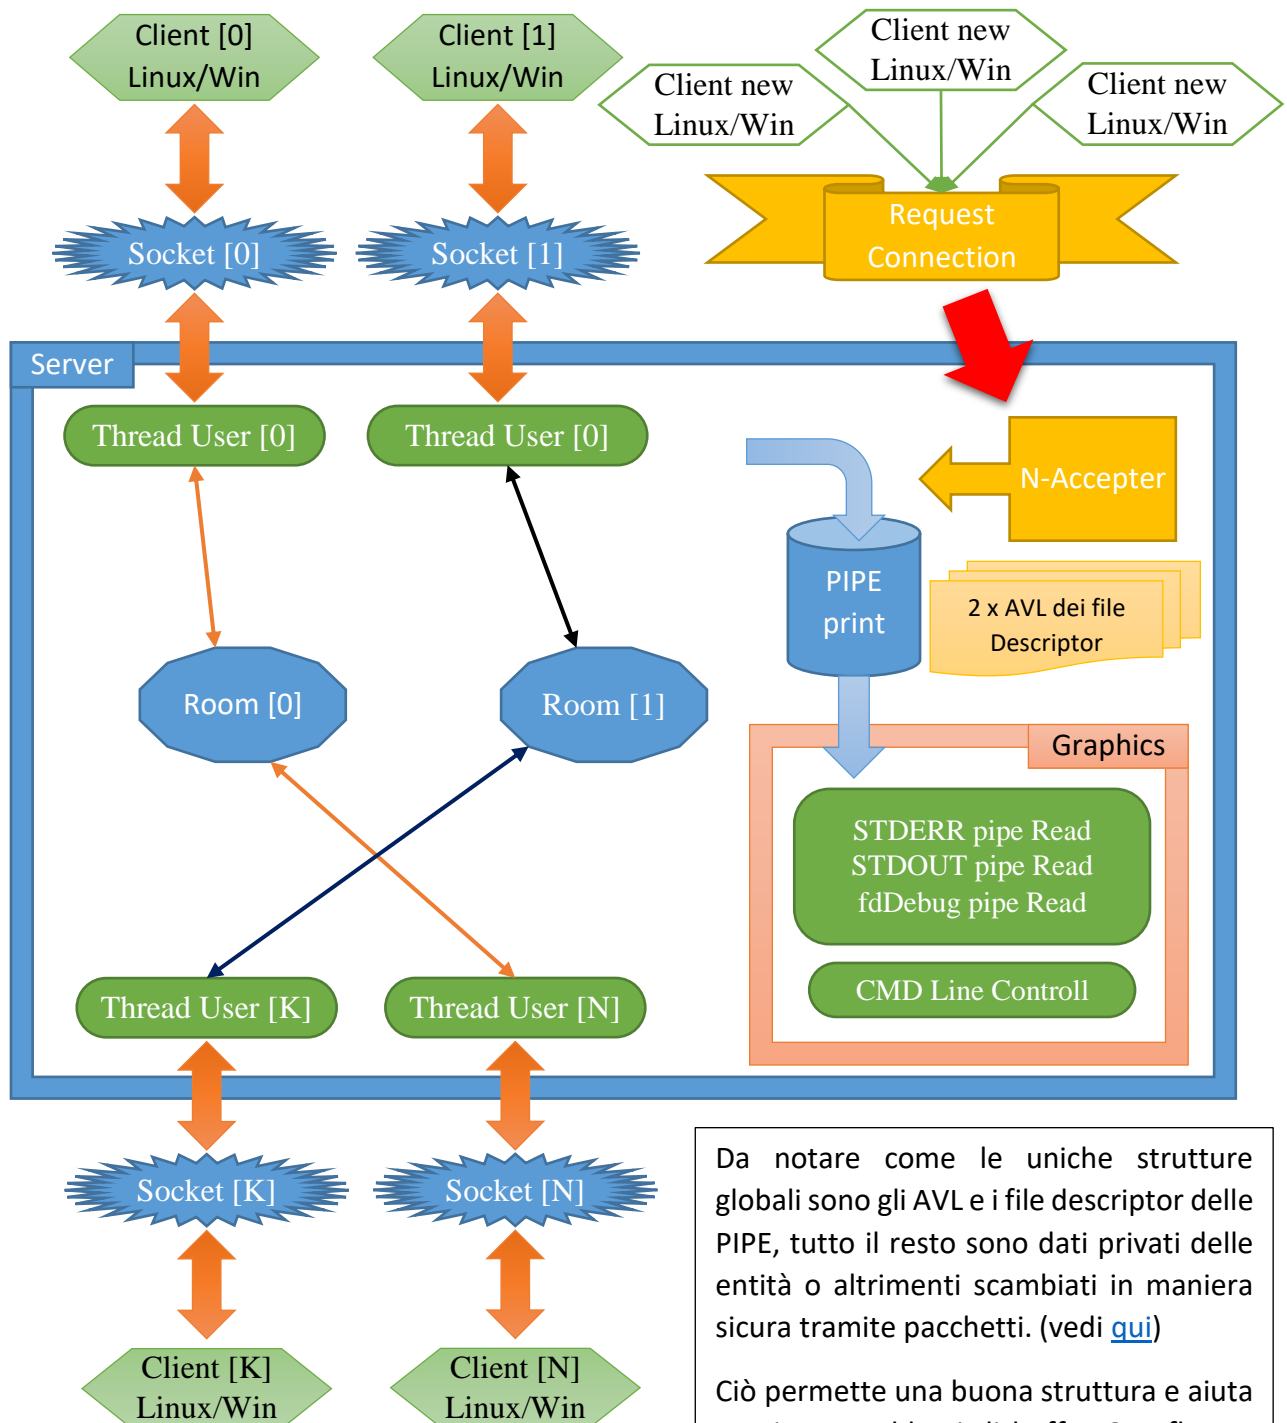 Client [0]
Linux/Win
Client [1]
Linux/Win
Client new
Linux/Win
Client new
Linux/Win
Client new
Linux/Win
Request
Connection
Socket [0]
Socket [1]
Server
Thread User [0]
Thread User [0]
N-Accepter
PIPE
print
2 x AVL dei file
Descriptor
Room [0]
Room [1]
Graphics
STDERR pipe Read
STDOUT pipe Read
fdDebug pipe Read
CMD Line Controll
Thread User [K]
Thread User [N]
Socket [K]
Socket [N]
Client [K]
Linux/Win
Client [N]
Linux/Win
Da notare come le uniche strutture
globali sono gli AVL e i file descriptor delle
PIPE, tutto il resto sono dati privati delle
entità o altrimenti scambiati in maniera
sicura tramite pacchetti. (vedi qui)
Ciò permette una buona struttura e aiuta